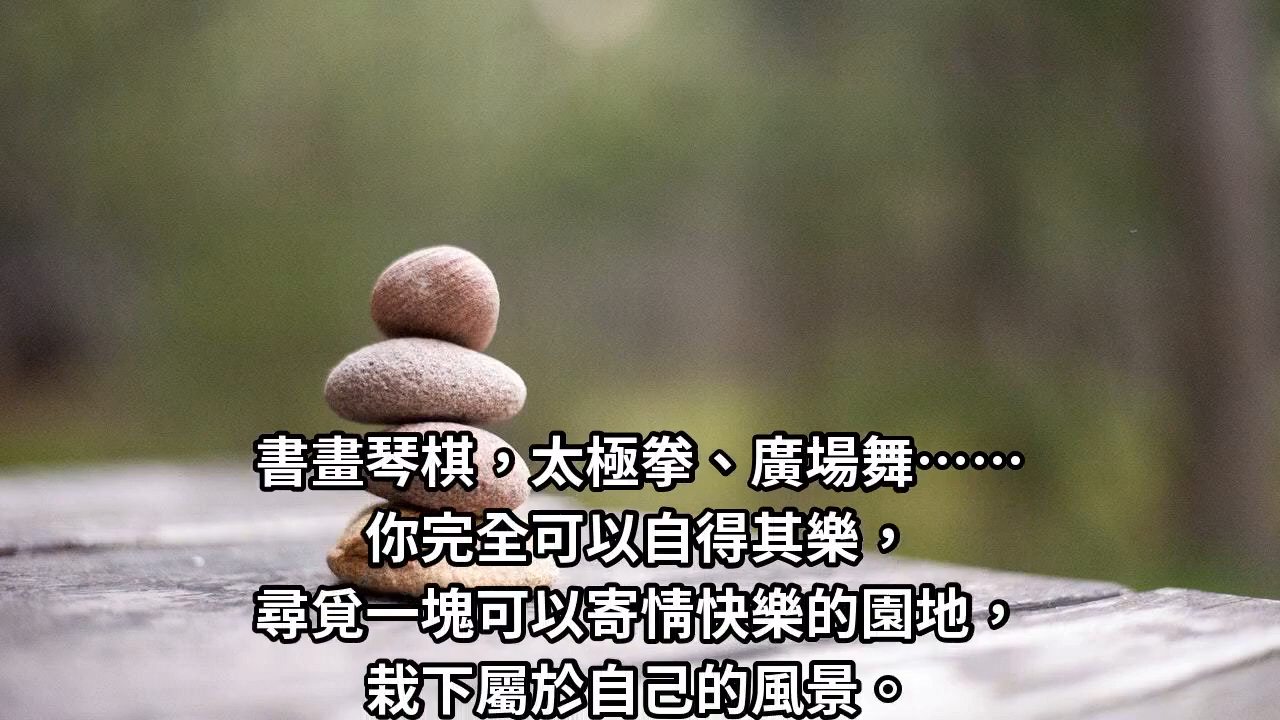 書畫琴棋，太極拳、廣場舞……
你完全可以自得其樂，
尋覓一塊可以寄情快樂的園地，
栽下屬於自己的風景。